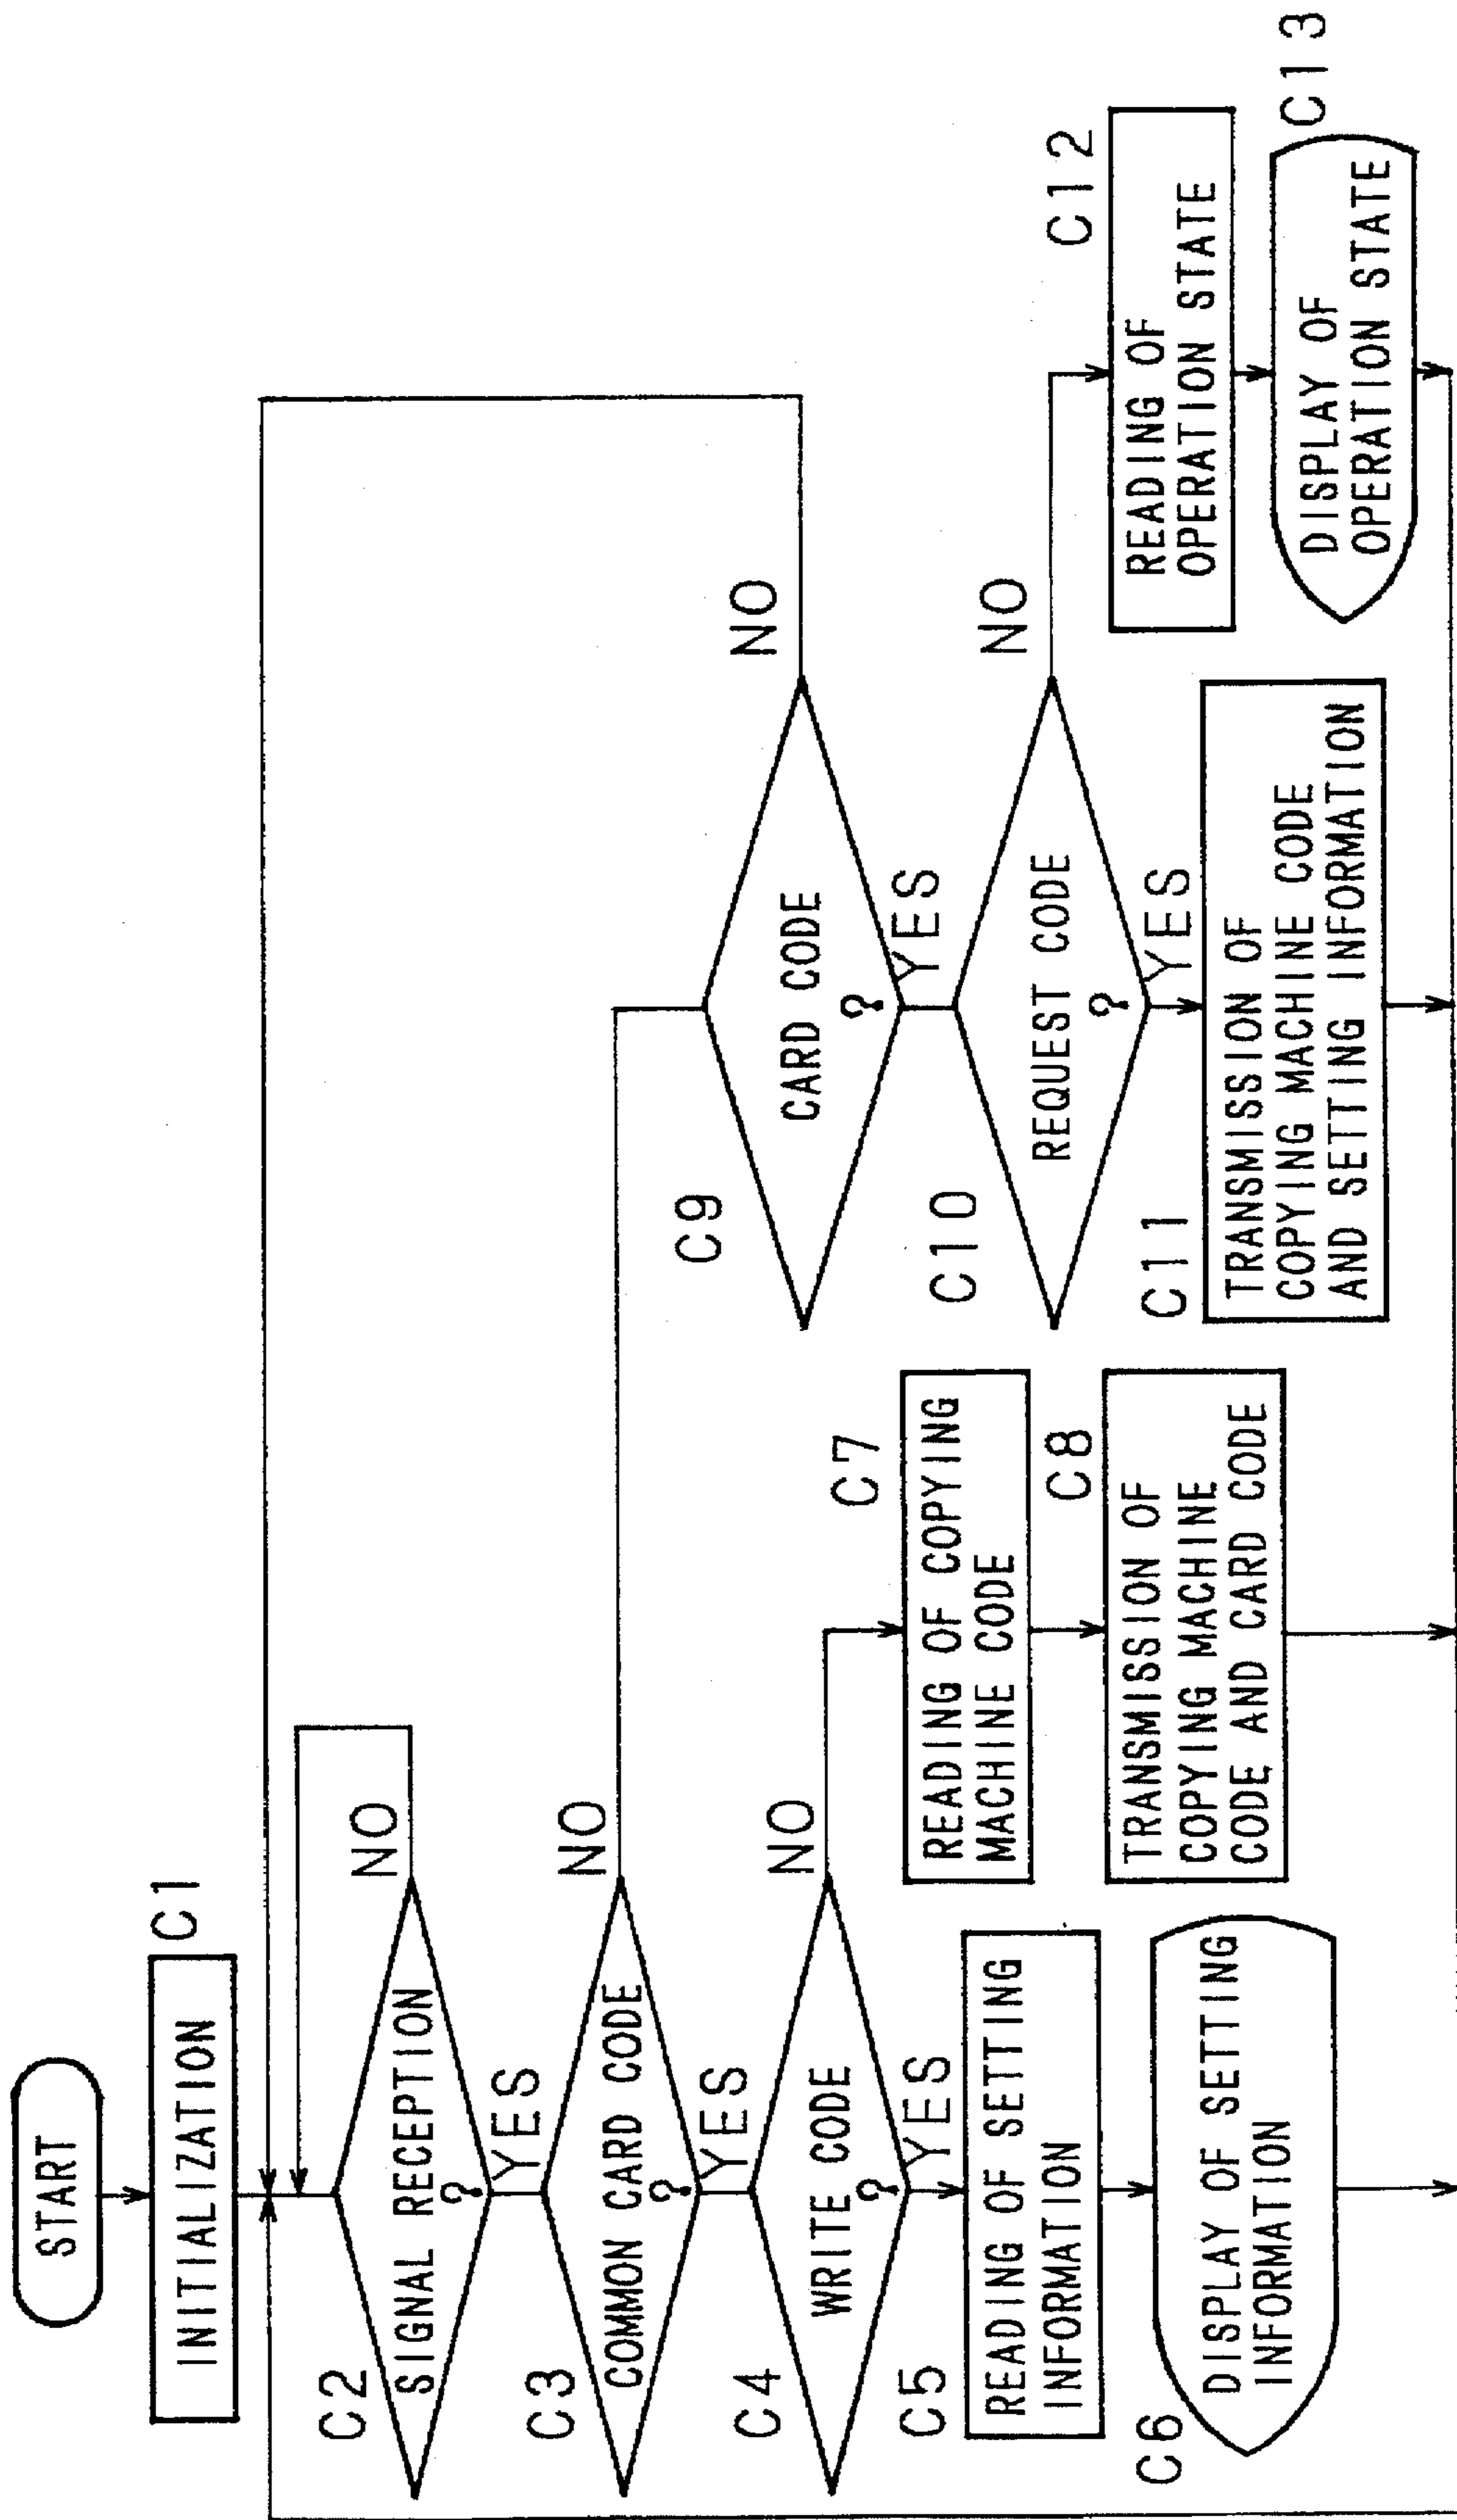 START
INITIALIZATION
C1
C2
SIGNAL RECEPTION
?
NO
YES
C3
COMMON CARD CODE
?
NO
YES
C4
WRITE CODE
?
NO
YES
C5
READING OF SETTING
INFORMATION
C6
DISPLAY OF SETTING
INFORMATION
C7
READING OF COPYING
MACHINE CODE
C8
TRANSMISSION OF
COPYING MACHINE
CODE AND CARD CODE
C9
CARD CODE
?
NO
YES
C10
REQUEST CODE
?
NO
YES
C11
TRANSMISSION OF
COPYING MACHINE CODE
AND SETTING INFORMATION
C12
READING OF
OPERATION STATE
C13
DISPLAY OF
OPERATION STATE